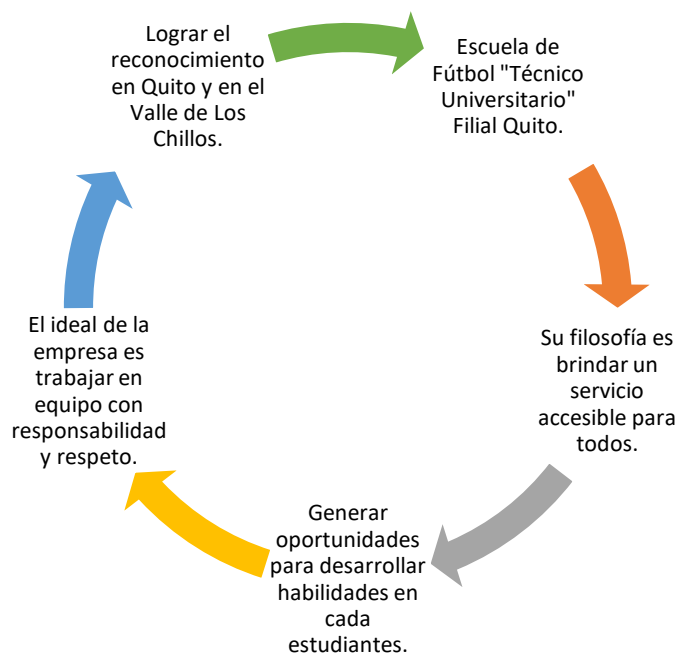 Escuela de
Fútbol "Técnico
Universitario"
Filial Quito.
Su filosofía es
brindar un
servicio
accesible para
todos.
Generar
oportunidades
para desarrollar
habilidades en
cada
estudiantes.
El ideal de la
empresa es
trabajar en
equipo con
responsabilidad
y respeto.
Lograr el
reconocimiento
en Quito y en el
Valle de Los
Chillos.